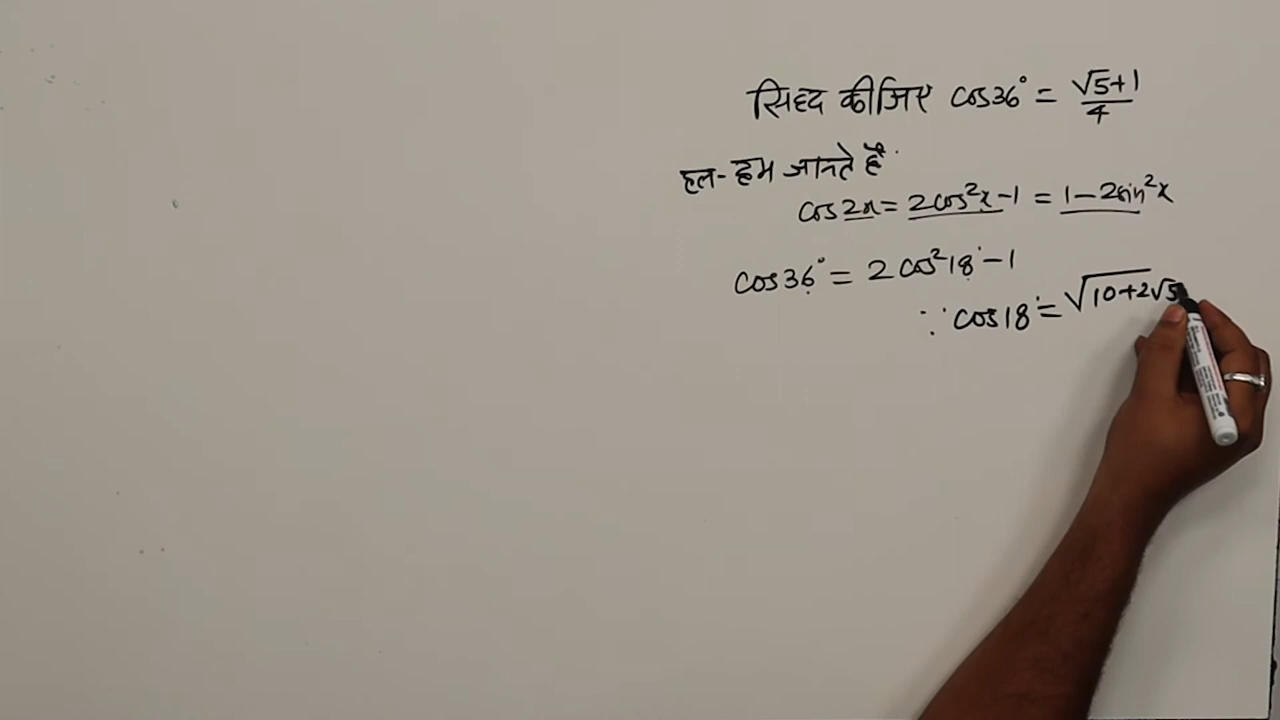 सिध्द कीजिए cos36° = √5+1/4
हल- हम जानते है
cos2x = 2cos²x-1 = 1-2sin²x
cos36° = 2cos²18°-1
∵ cos18° = √10+2√5